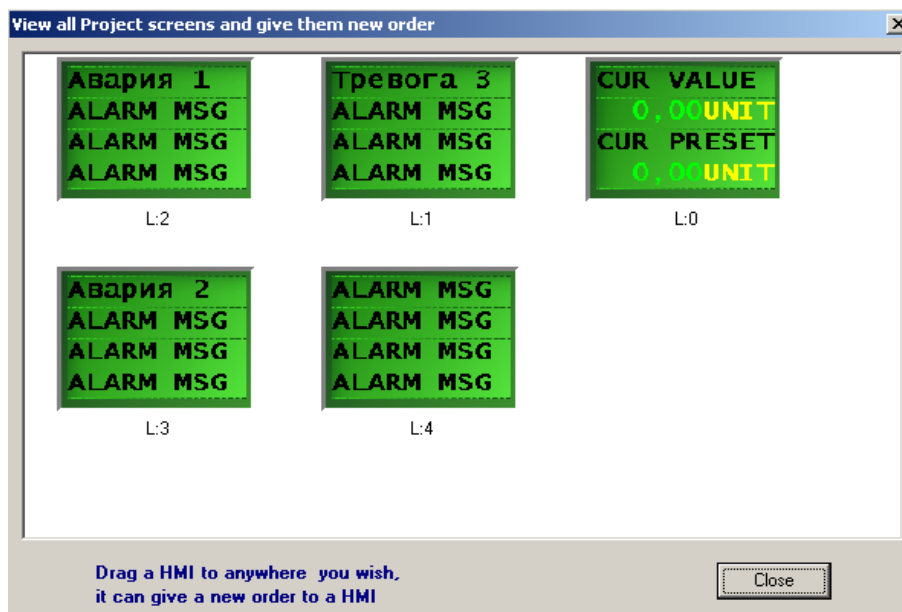 View all Project screens and give them new order
Авария 1
ALARM MSG
ALARM MSG
ALARM MSG
L:2
Тревога 3
ALARM MSG
ALARM MSG
ALARM MSG
L:1
CUR VALUE
0,00UNIT
CUR PRESET
0,00UNIT
L:0
Авария 2
ALARM MSG
ALARM MSG
ALARM MSG
L:3
ALARM MSG
ALARM MSG
ALARM MSG
ALARM MSG
L:4
Drag a HMI to anywhere you wish,
it can give a new order to a HMI
Close